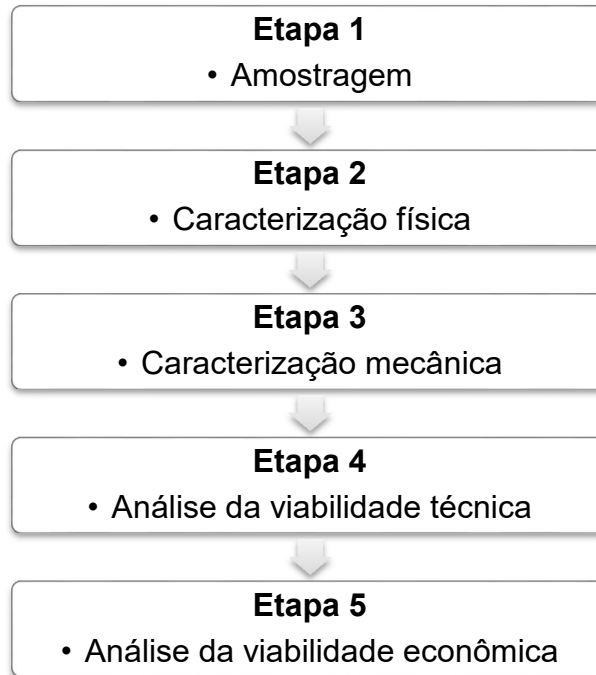 Etapa 1
• Amostragem
Etapa 2
• Caracterização física
Etapa 3
• Caracterização mecânica
Etapa 4
• Análise da viabilidade técnica
Etapa 5
• Análise da viabilidade econômica